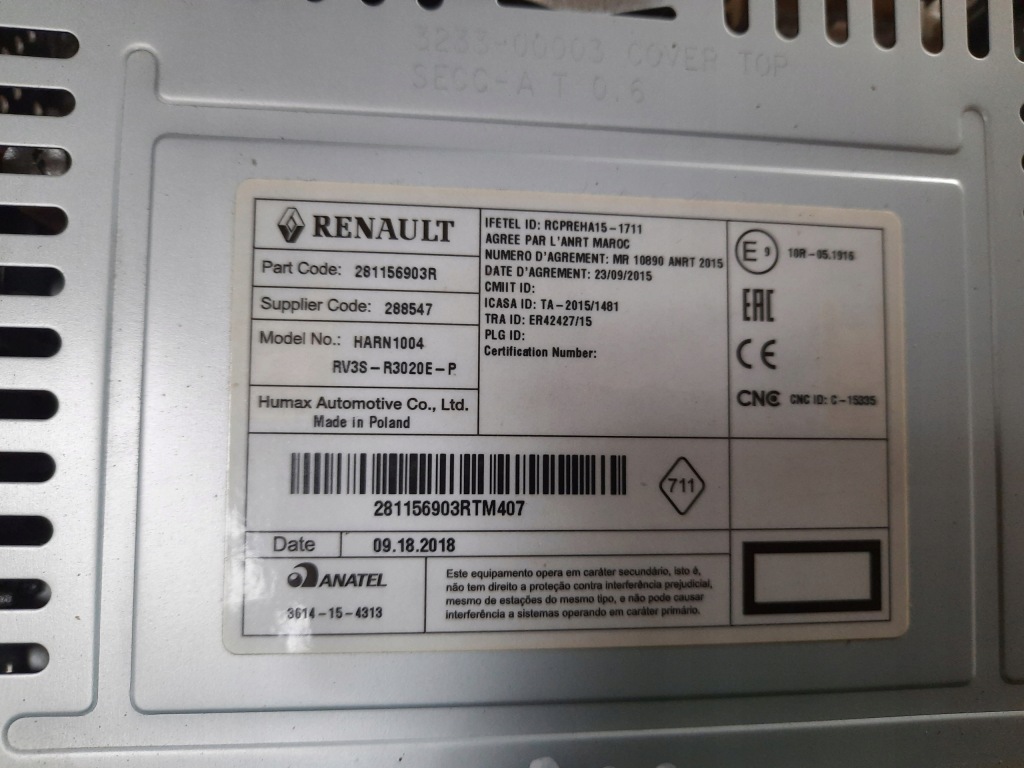 3233-00003 COVER TOP
SECC-A T 0.6
RENAULT
Part Code: 281156903R
Supplier Code: 288547
Model No.: HARN1004
RV3S-R3020E-P
Humax Automotive Co., Ltd.
Made in Poland
IFETEL ID: RCPREHA15-1711
AGREE PAR L'ANRT MAROC
NUMERO D'AGREMENT: MR 10890 ANRT 2015
DATE D'AGREMENT: 23/09/2015
CMIIT ID:
ICASA ID: TA-2015/1481
TRA ID: ER42427/15
PLG ID:
Certification Number:
E 9 10R-05.1916
EAC
CE
CNC CNC ID: C-15335
281156903RTM407
711
Date 09.18.2018
ANATEL
3614-15-4313
Este equipamento opera em caráter secundário, isto é,
não tem direito a proteção contra interferência prejudicial,
mesmo de estações do mesmo tipo, e não pode causar
interferência a sistemas operando em caráter primário.